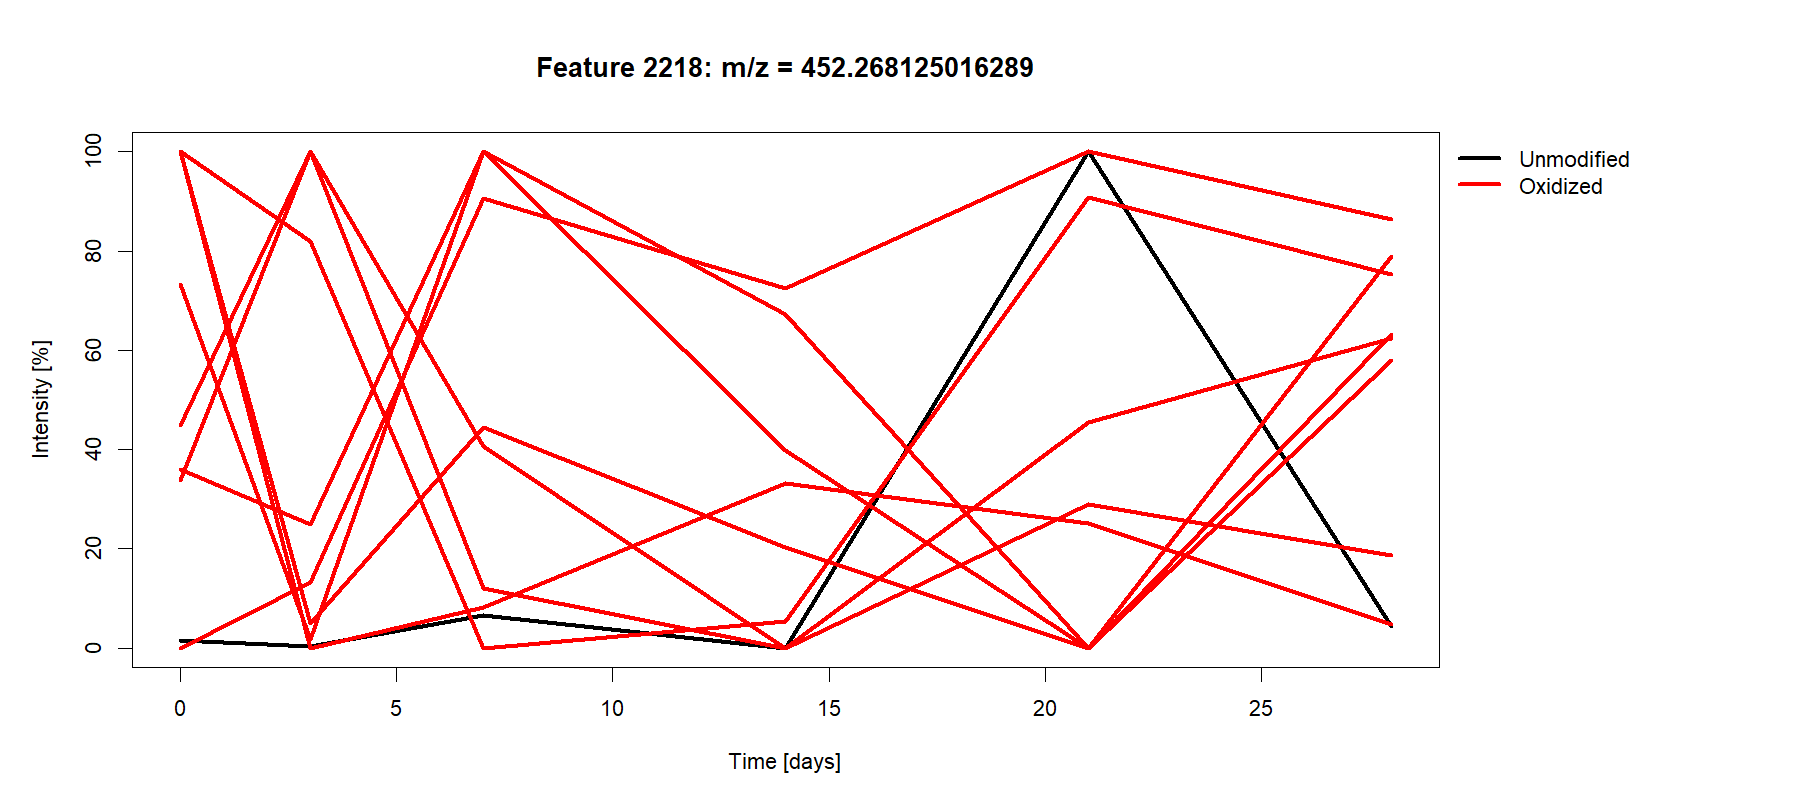 Feature 2218: m/z = 452.268125016289
Unmodified
Oxidized
Intensity [%]
100
80
60
40
20
0
0 5 10 15 20 25
Time [days]